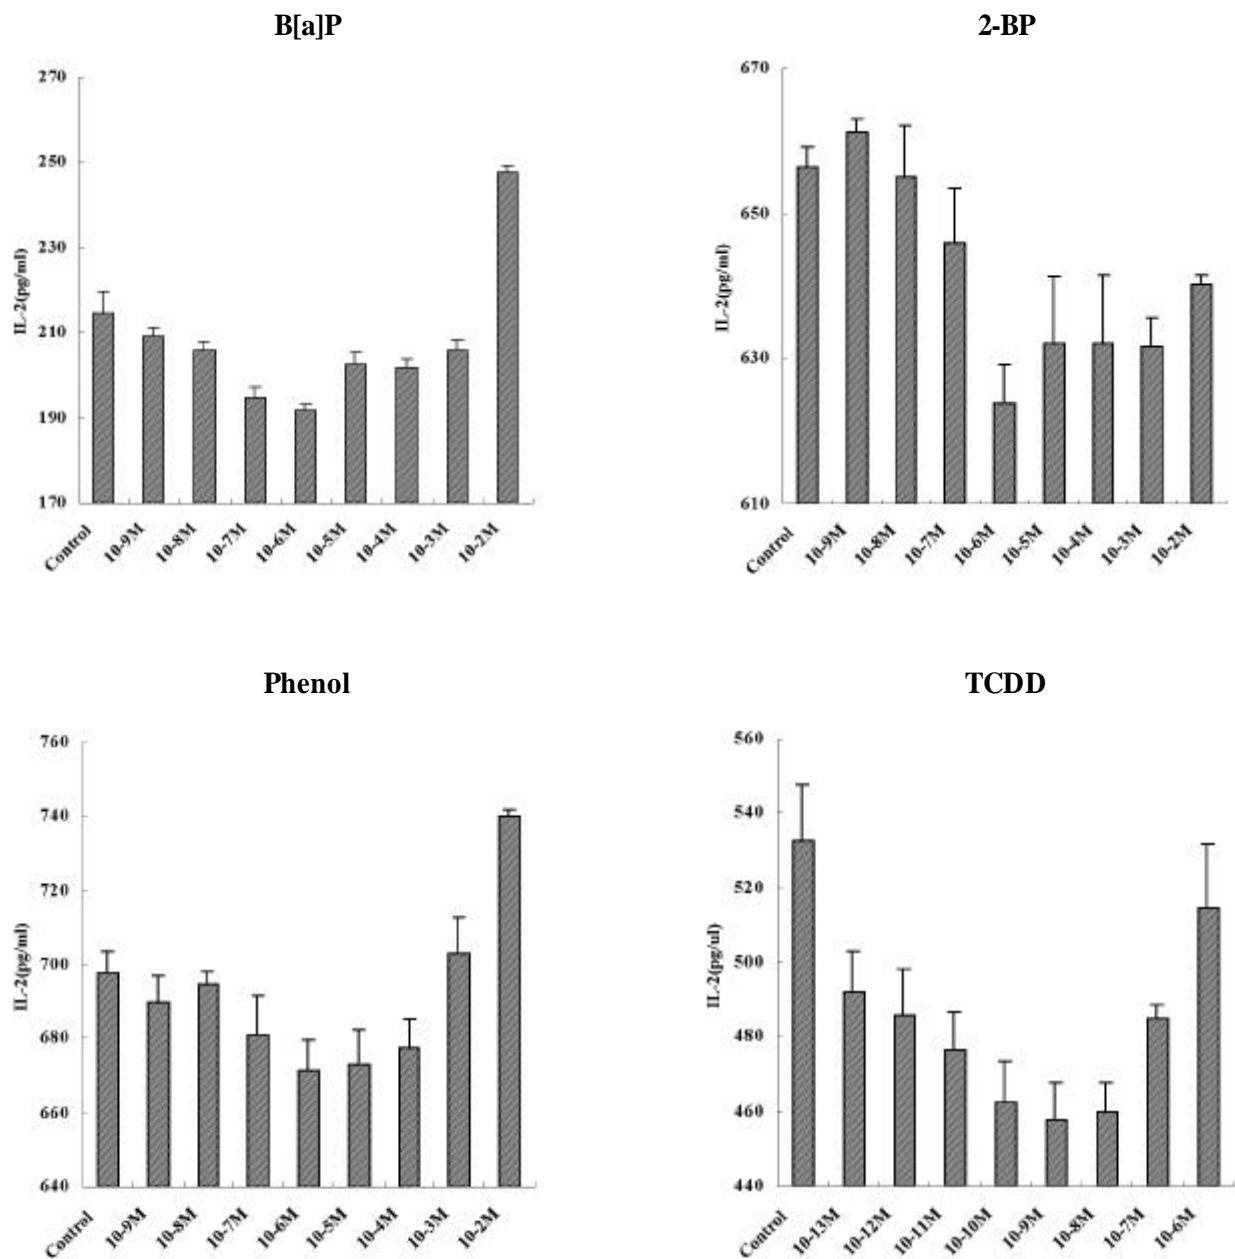 B[a]P
270
250
230
210
190
170
IL-2(pg/ml)
Control
10-9M
10-8M
10-7M
10-6M
10-5M
10-4M
10-3M
10-2M
2-BP
670
650
630
610
IL-2(pg/ml)
Control
10-9M
10-8M
10-7M
10-6M
10-5M
10-4M
10-3M
10-2M
Phenol
760
740
720
700
680
660
640
IL-2(pg/ml)
Control
10-9M
10-8M
10-7M
10-6M
10-5M
10-4M
10-3M
10-2M
TCDD
560
540
520
500
480
460
440
IL-2(pg/ul)
Control
10-13M
10-12M
10-11M
10-10M
10-9M
10-8M
10-7M
10-6M